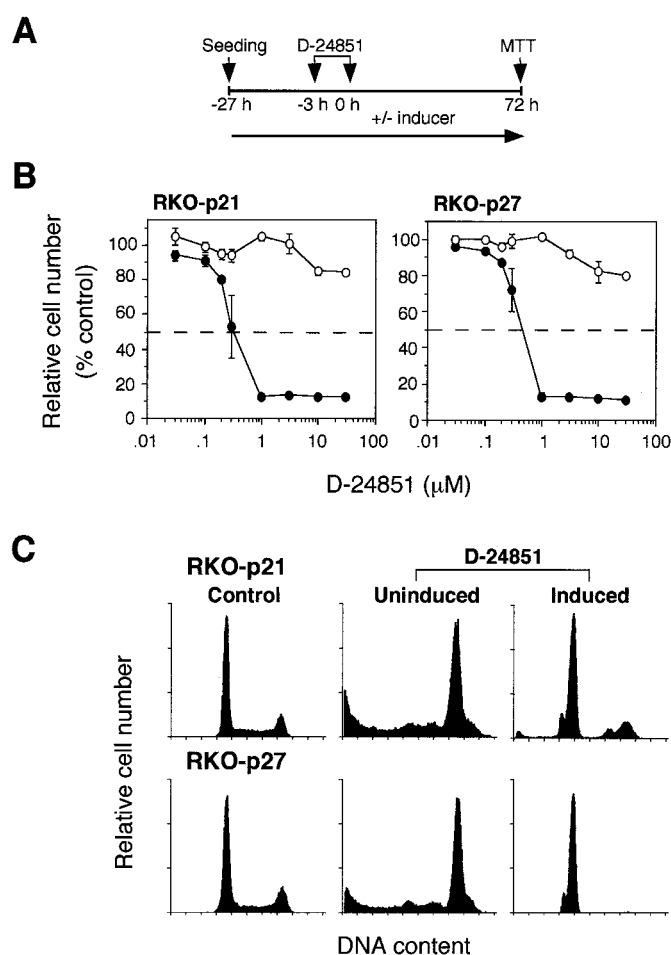 A
Seeding D-24851 MTT
-27 h -3 h 0 h 72 h
+/- inducer
B
RKO-p21 RKO-p27
Relative cell number
(% control)
100
80
60
40
20
0
.01 .1 1 10 100
100
80
60
40
20
0
.01 .1 1 10 100
D-24851 (μM)
C
D-24851
RKO-p21
Control Uninduced Induced
RKO-p27
Relative cell number
DNA content